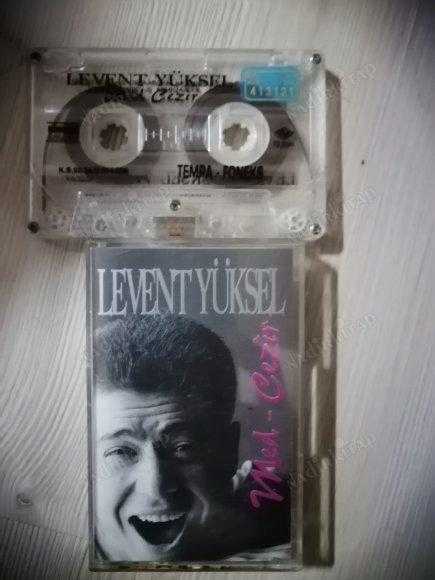 LEVENT YÜKSEL
Med Cezir
413121
TEMPA - FONEKS
LEVENT YÜKSEL
Med - Cezir